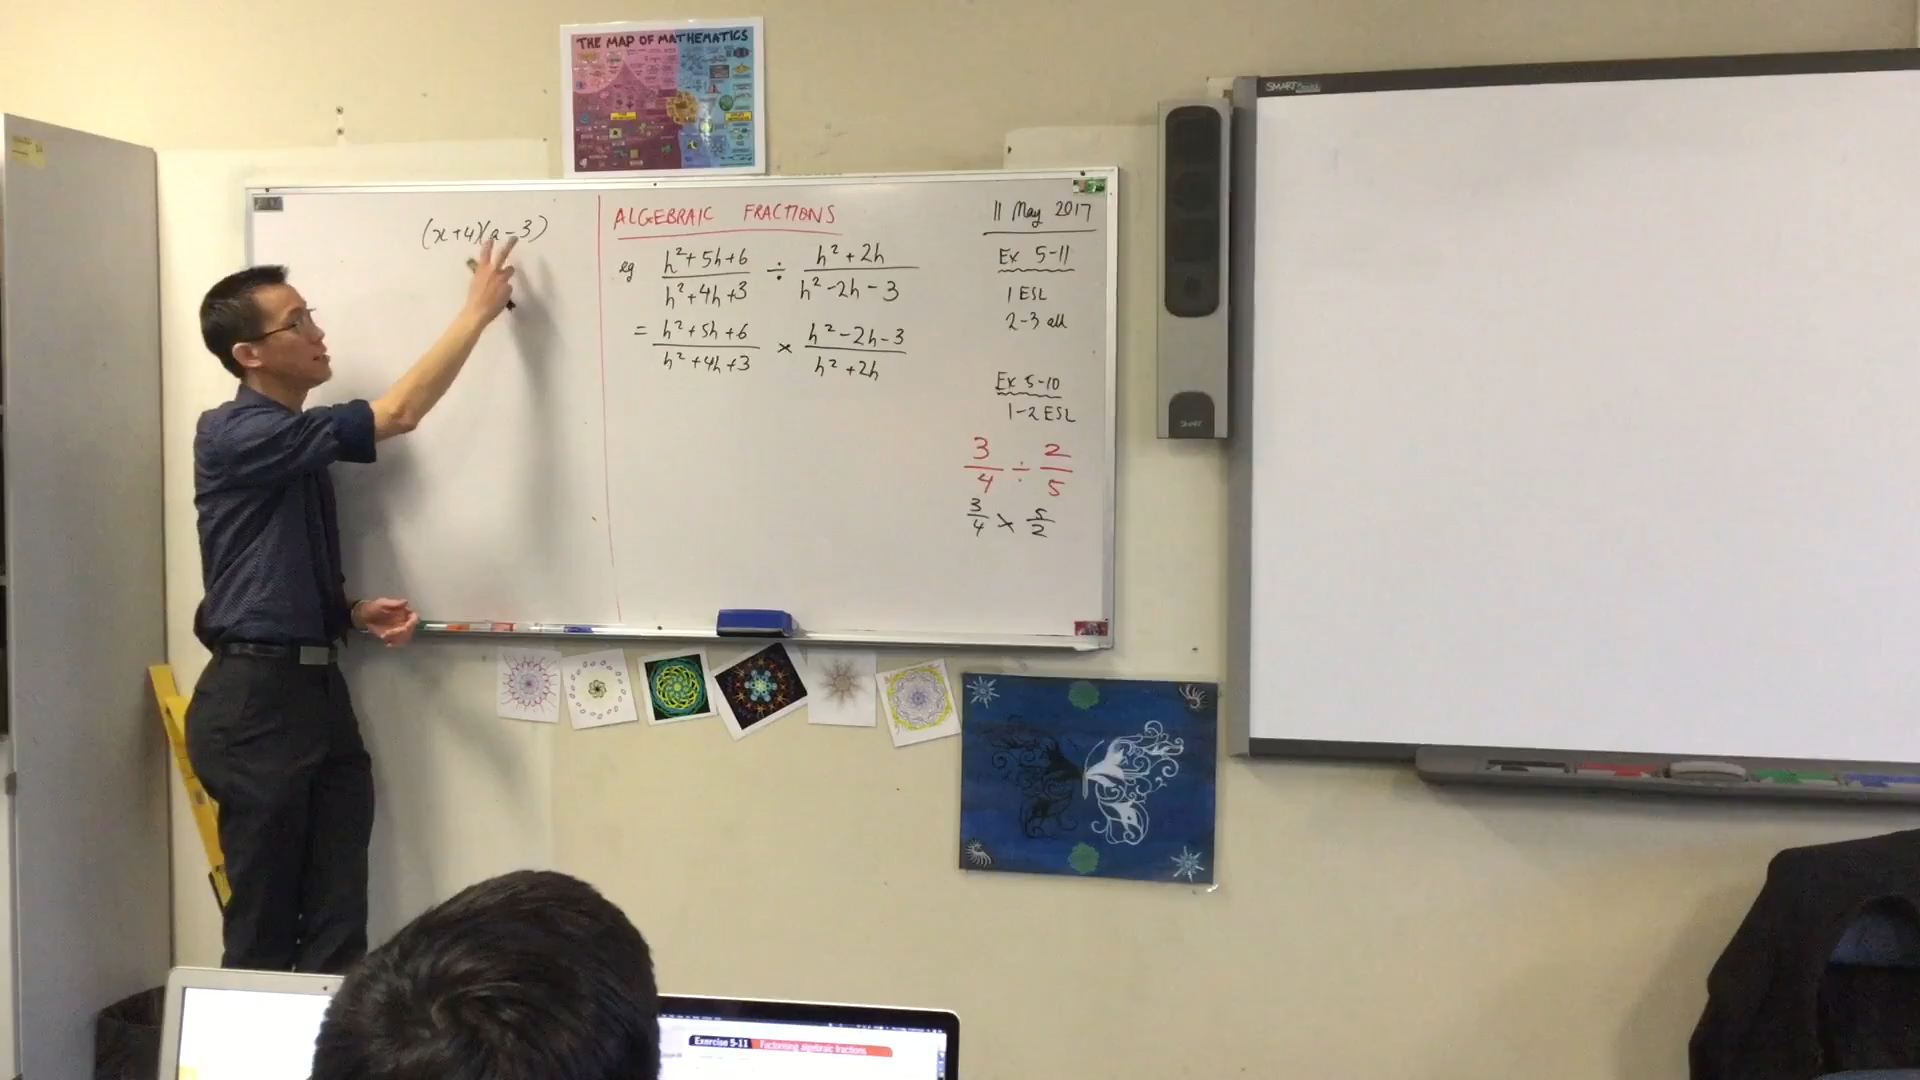 THE MAP OF MATHEMATICS
SMART Board
(x+4)(a-3)
ALGEBRAIC FRACTIONS
eg (h²+5h+6)/(h²+4h+3) ÷ (h²+2h)/(h²-2h-3)
= (h²+5h+6)/(h²+4h+3) × (h²-2h-3)/(h²+2h)
11 May 2017
Ex 5-11
1 ESL
2-3 all
Ex 5-10
1-2 ESL
3/4 ÷ 2/5
3/4 × 5/2
SMART
Exercise 5-11 Factorising algebraic fractions